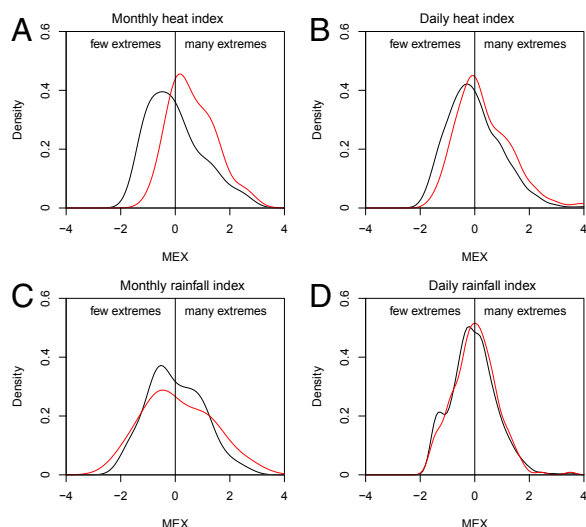 A
Monthly heat index
few extremes many extremes
Density
0 0.2 0.4 0.6
−4 −2 0 2 4
MEX
B
Daily heat index
few extremes many extremes
Density
0 0.2 0.4 0.6
−4 −2 0 2 4
MEX
C
Monthly rainfall index
few extremes many extremes
Density
0 0.2 0.4 0.6
−4 −2 0 2 4
MEX
D
Daily rainfall index
few extremes many extremes
Density
0 0.2 0.4 0.6
−4 −2 0 2 4
MEX